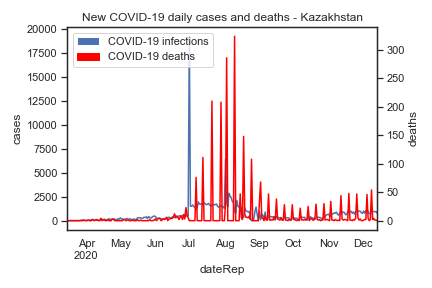 New COVID-19 daily cases and deaths - Kazakhstan
COVID-19 infections
COVID-19 deaths
20000
17500
15000
12500
10000
7500
5000
2500
0
cases
300
250
200
150
100
50
0
deaths
Apr May Jun Jul Aug Sep Oct Nov Dec
2020
dateRep